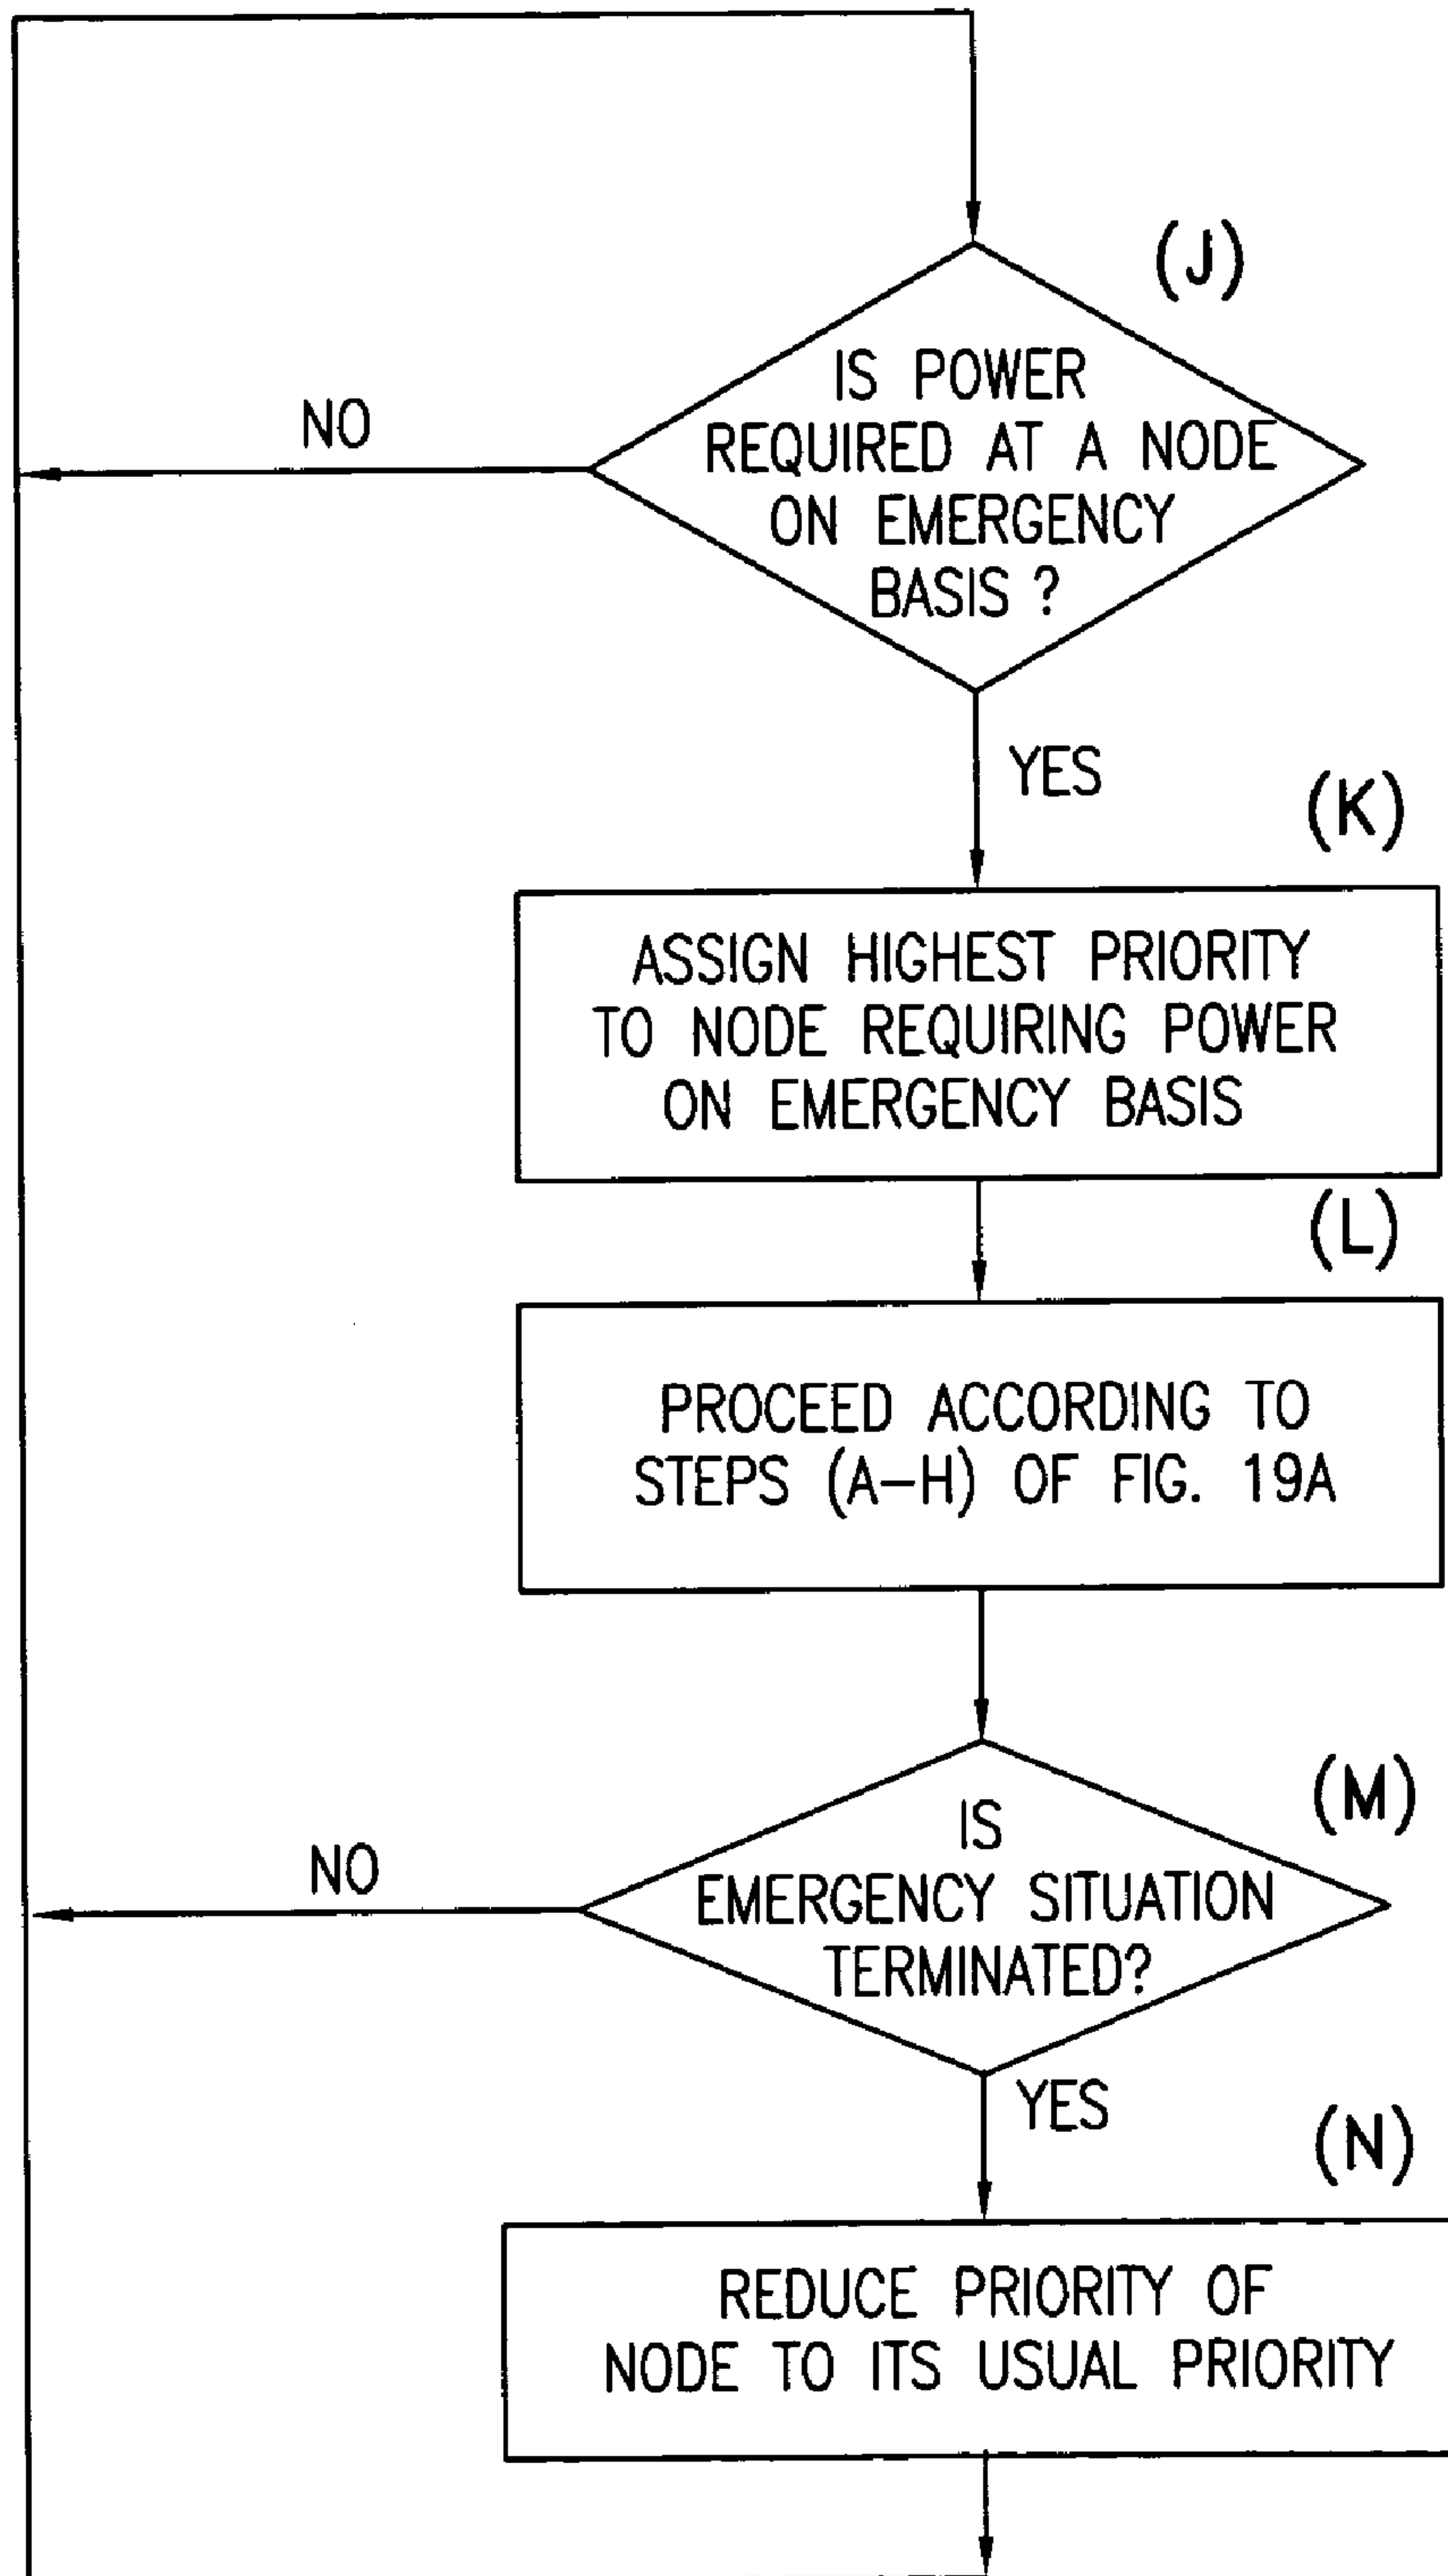 (J)
IS POWER
REQUIRED AT A NODE
ON EMERGENCY
BASIS ?
NO
YES
(K)
ASSIGN HIGHEST PRIORITY
TO NODE REQUIRING POWER
ON EMERGENCY BASIS
(L)
PROCEED ACCORDING TO
STEPS (A-H) OF FIG. 19A
(M)
IS
EMERGENCY SITUATION
TERMINATED?
NO
YES
(N)
REDUCE PRIORITY OF
NODE TO ITS USUAL PRIORITY